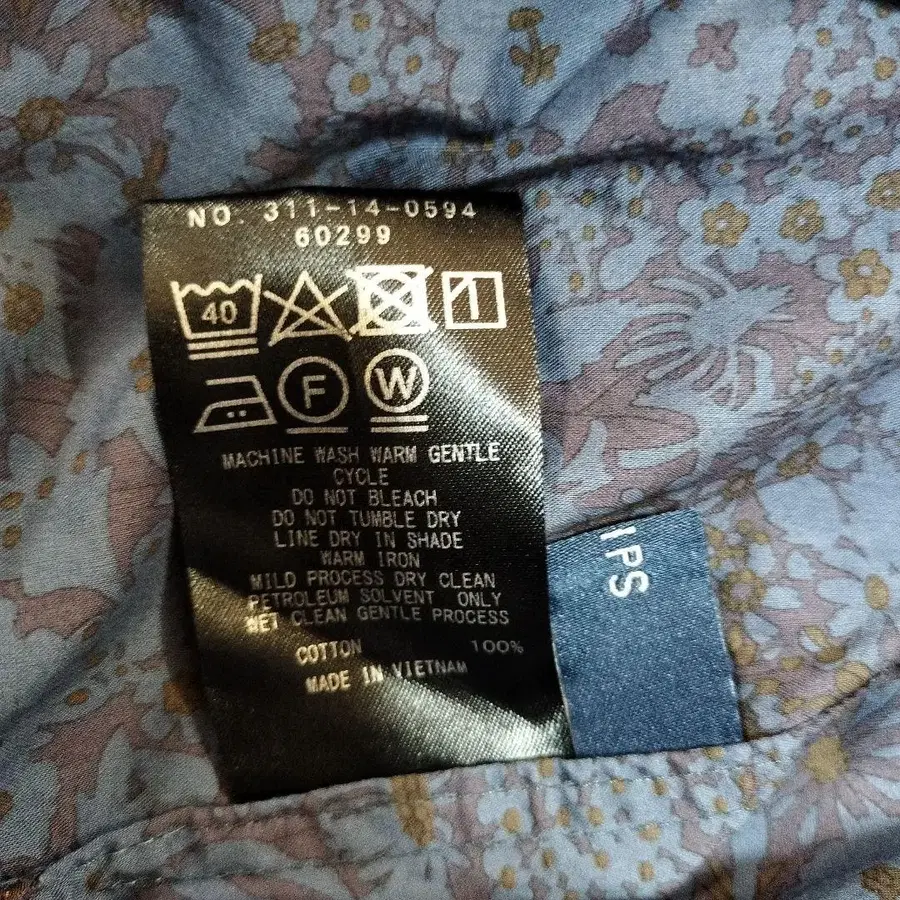 NO. 311-14-0594
60299
40
1
F
W
MACHINE WASH WARM GENTLE
CYCLE
DO NOT BLEACH
DO NOT TUMBLE DRY
LINE DRY IN SHADE
WARM IRON
MILD PROCESS DRY CLEAN
PETROLEUM SOLVENT ONLY
WET CLEAN GENTLE PROCESS
COTTON 100%
MADE IN VIETNAM
IPS